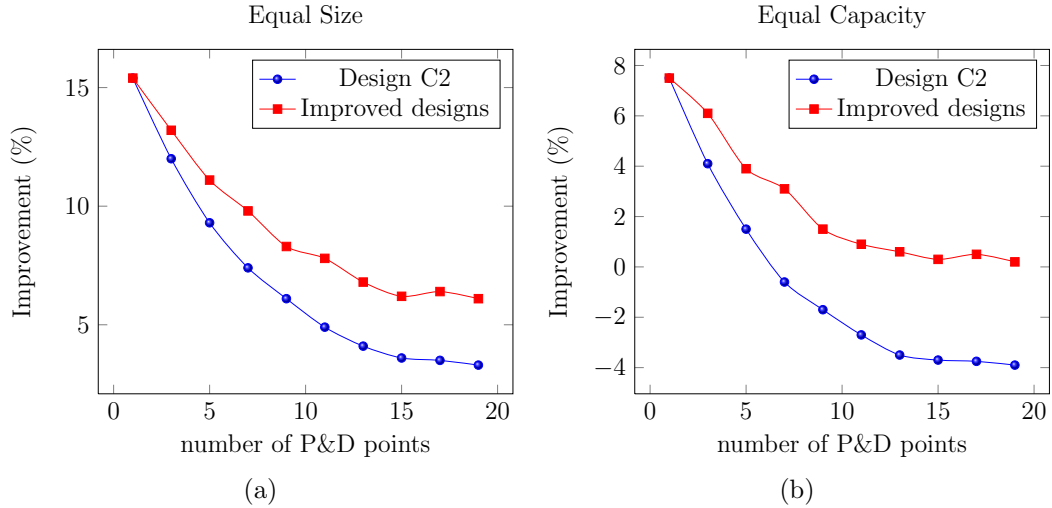 Equal Size
Design C2
Improved designs
Improvement (%)
15
10
5
0
5
10
15
20
number of P&D points
(a)
Equal Capacity
Design C2
Improved designs
Improvement (%)
8
6
4
2
0
−2
−4
0
5
10
15
20
number of P&D points
(b)